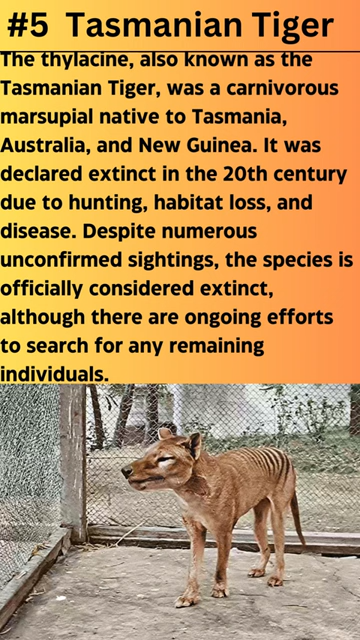 #5 Tasmanian Tiger
The thylacine, also known as the
Tasmanian Tiger, was a carnivorous
marsupial native to Tasmania,
Australia, and New Guinea. It was
declared extinct in the 20th century
due to hunting, habitat loss, and
disease. Despite numerous
unconfirmed sightings, the species is
officially considered extinct,
although there are ongoing efforts
to search for any remaining
individuals.